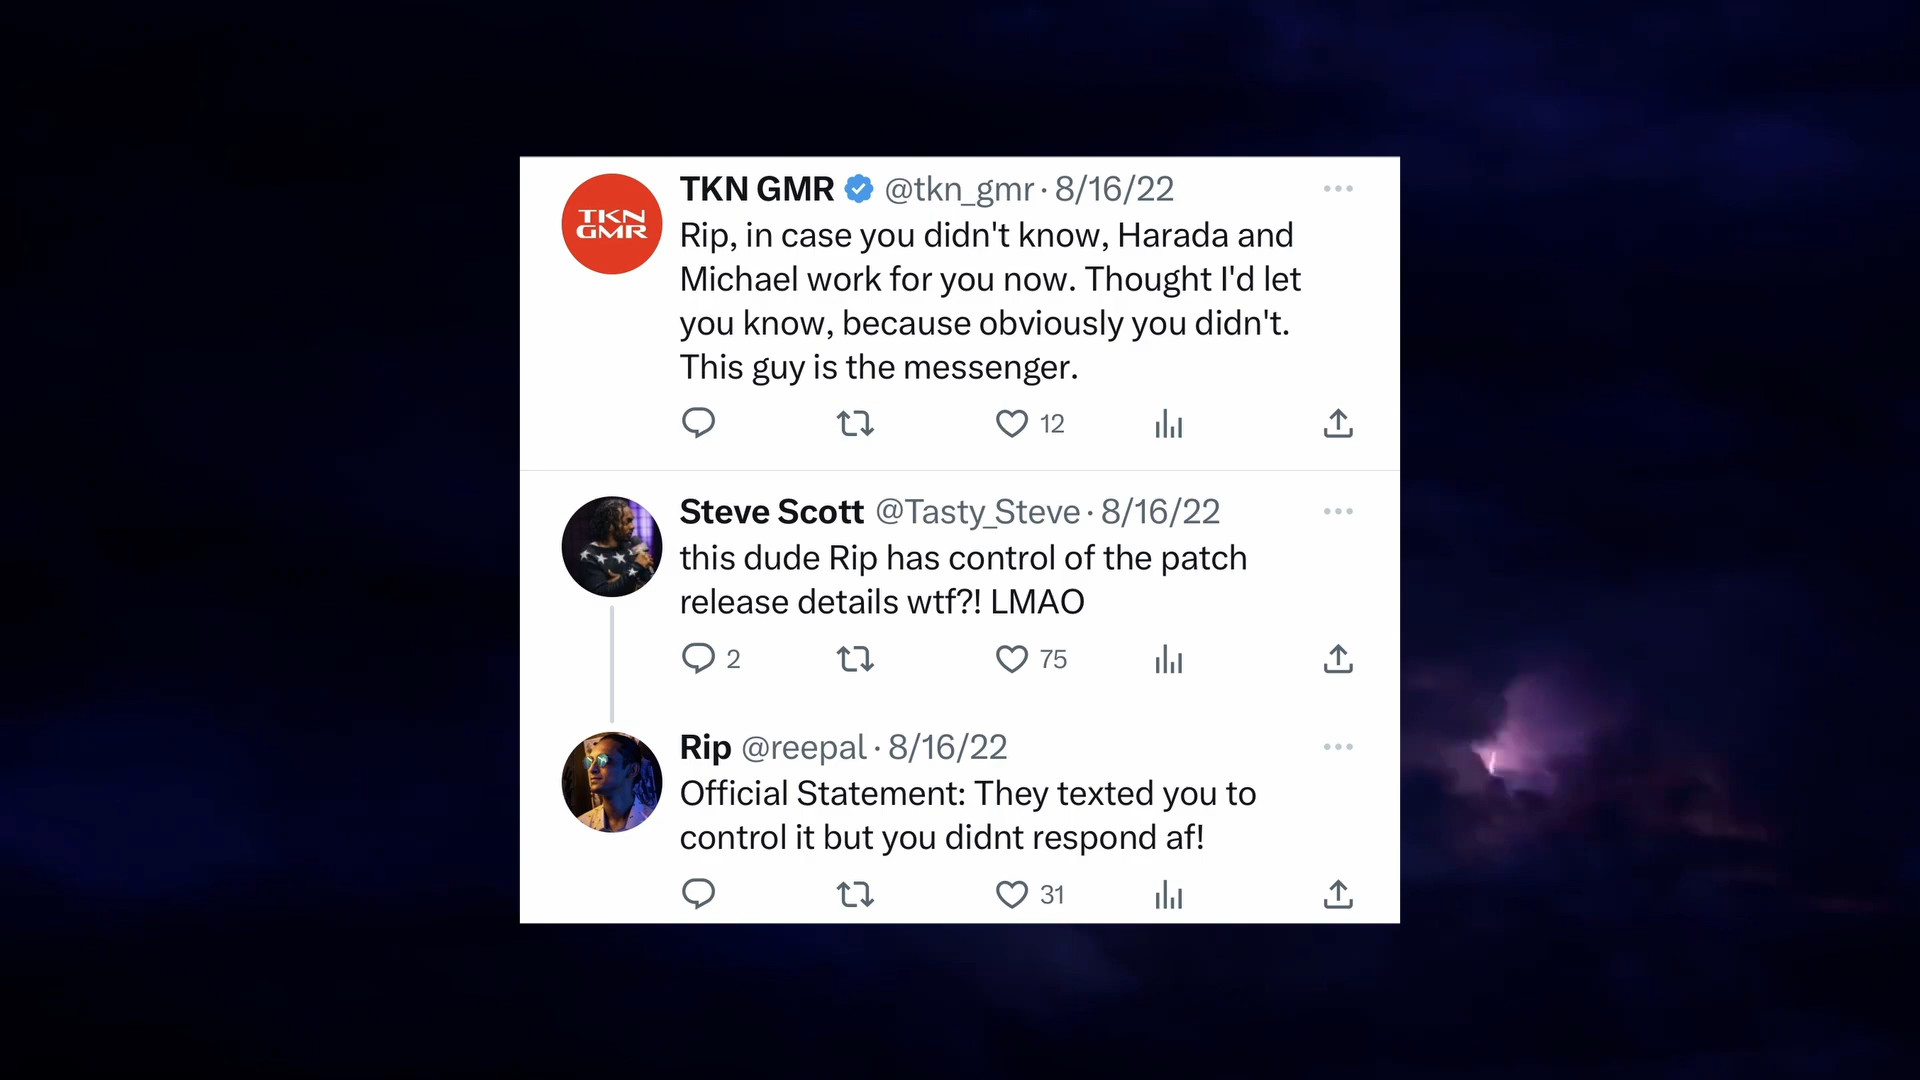 TKN GMR @tkn_gmr · 8/16/22
TKN
GMR
Rip, in case you didn't know, Harada and
Michael work for you now. Thought I'd let
you know, because obviously you didn't.
This guy is the messenger.
12
Steve Scott @Tasty_Steve · 8/16/22
this dude Rip has control of the patch
release details wtf?! LMAO
2 75
Rip @reepal · 8/16/22
Official Statement: They texted you to
control it but you didnt respond af!
31